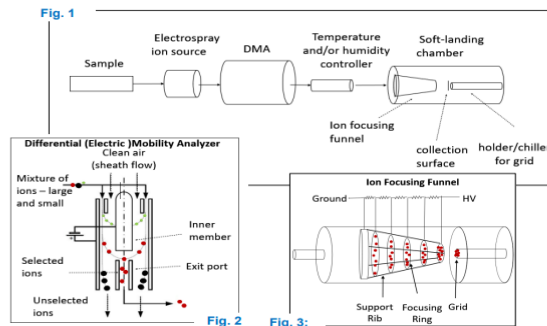 Fig. 1
Sample
Electrospray
ion source
DMA
Temperature
and/or humidity
controller
Soft-landing
chamber
Ion focusing
funnel
collection
surface
holder/chiller
for grid
Differential (Electric )Mobility Analyzer
Clean air
(sheath flow)
Mixture of
ions – large
and small
Inner
member
Selected
ions
Exit port
Unselected
ions
Fig. 2
Ion Focusing Funnel
Ground
HV
Support
Rib
Focusing
Ring
Grid
Fig. 3: